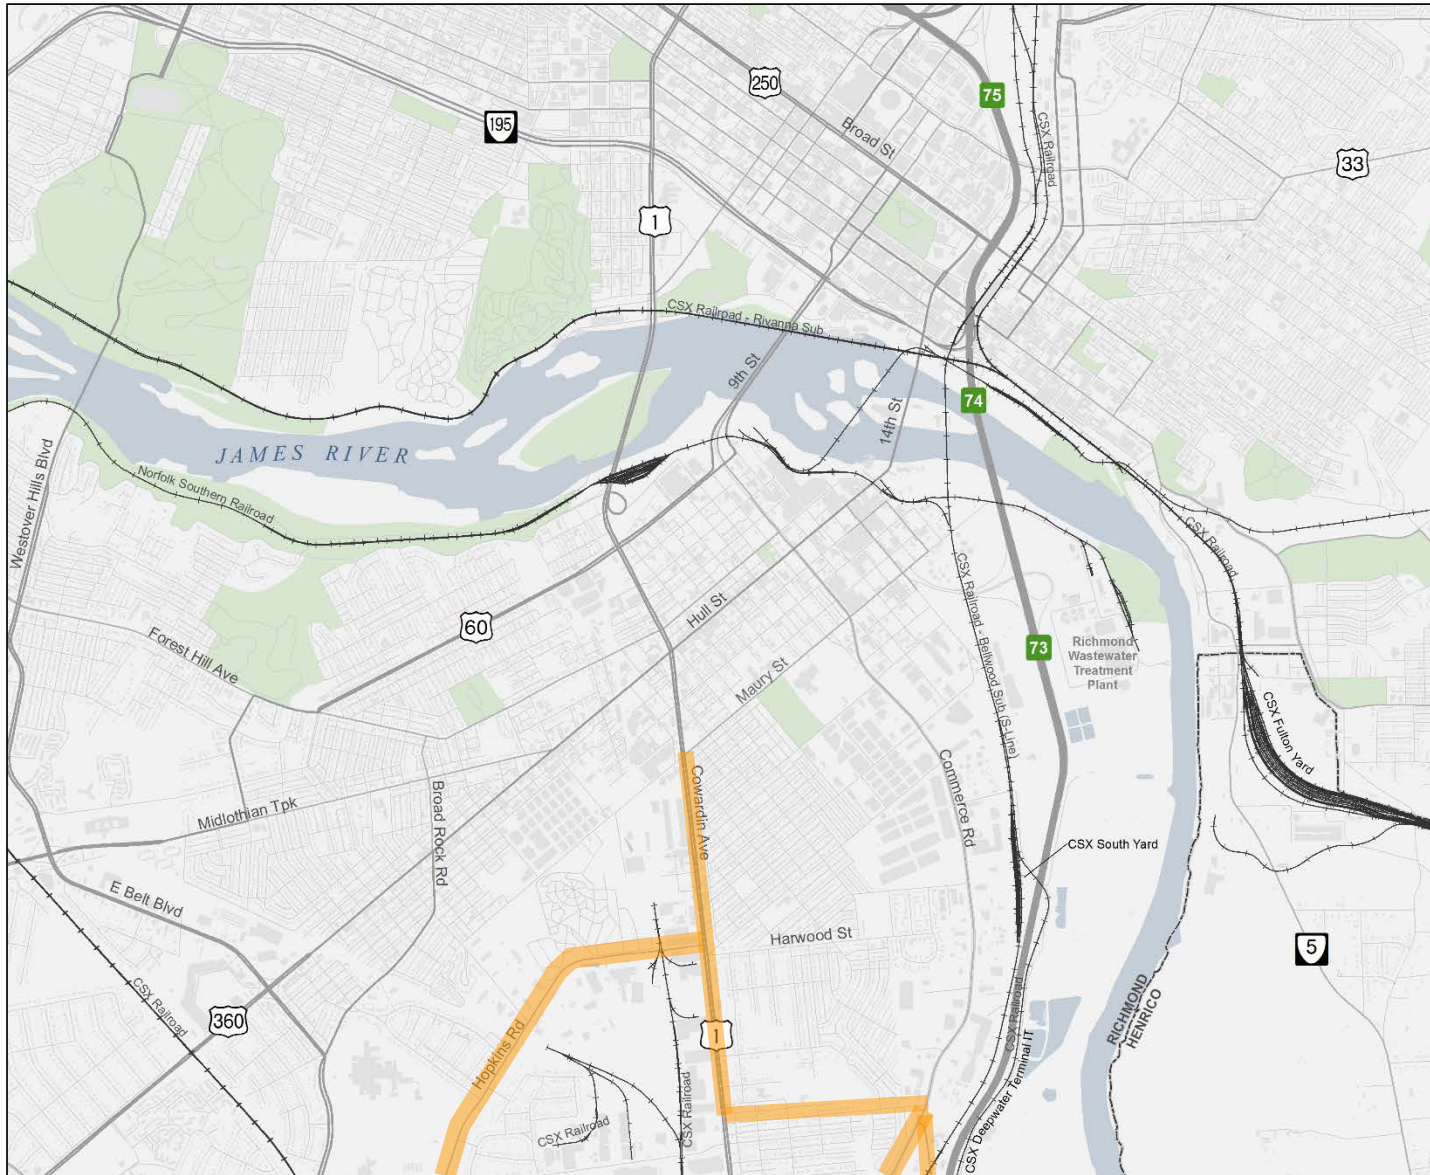 75
250
195
CSX Railroad
Broad St
33
1
CSX Railroad - Rivanna Sub
9th St
74
14th St
JAMES RIVER
Norfolk Southern Railroad
Westover Hills Blvd
CSX Railroad
CSX Railroad - Bellwood Sub (S-Line)
Hull St
60
Forest Hill Ave
73
Richmond
Wastewater
Treatment
Plant
Maury St
CSX Fulton Yard
Cowardin Ave
Commerce Rd
Broad Rock Rd
Midlothian Tpk
CSX South Yard
E Belt Blvd
Harwood St
5
CSX Railroad
360
RICHMOND
HENRICO
CSX Railroad
1
Hopkins Rd
CSX Deepwater Terminal IT
CSX Railroad
CSX Railroad